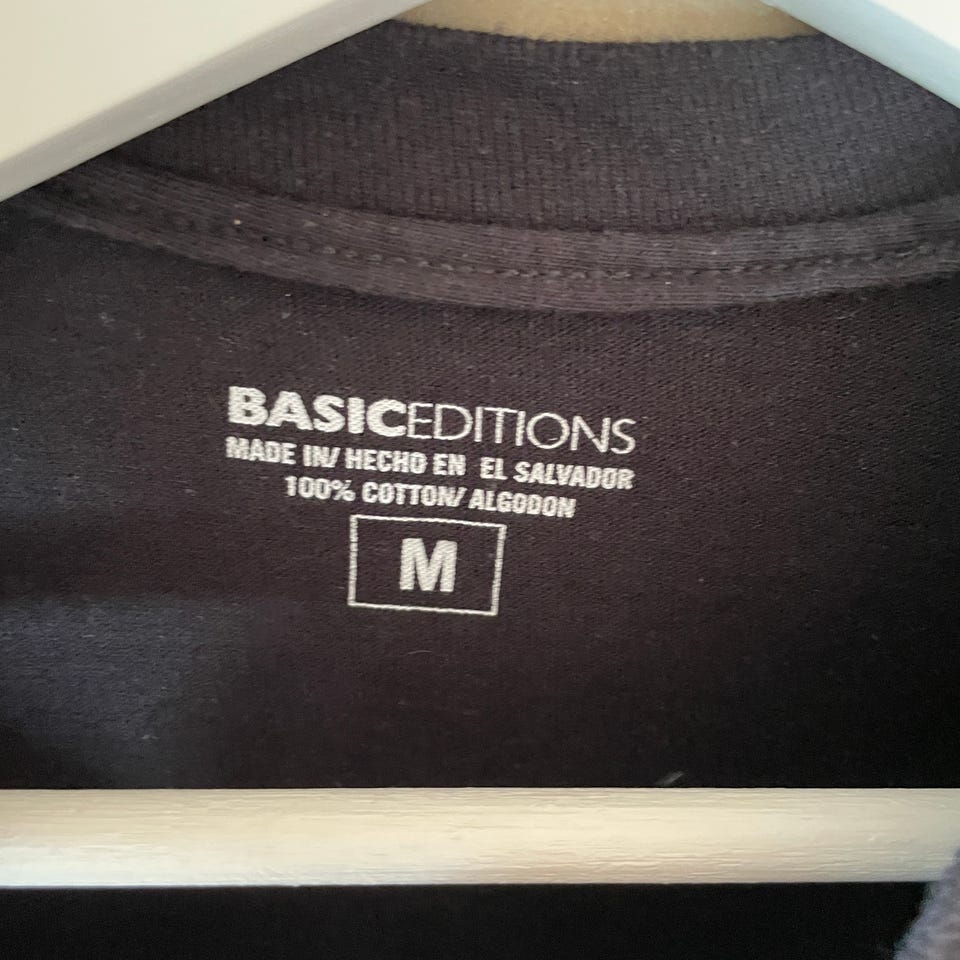 BASICEDITIONS
MADE IN/ HECHO EN EL SALVADOR
100% COTTON/ ALGODON
M